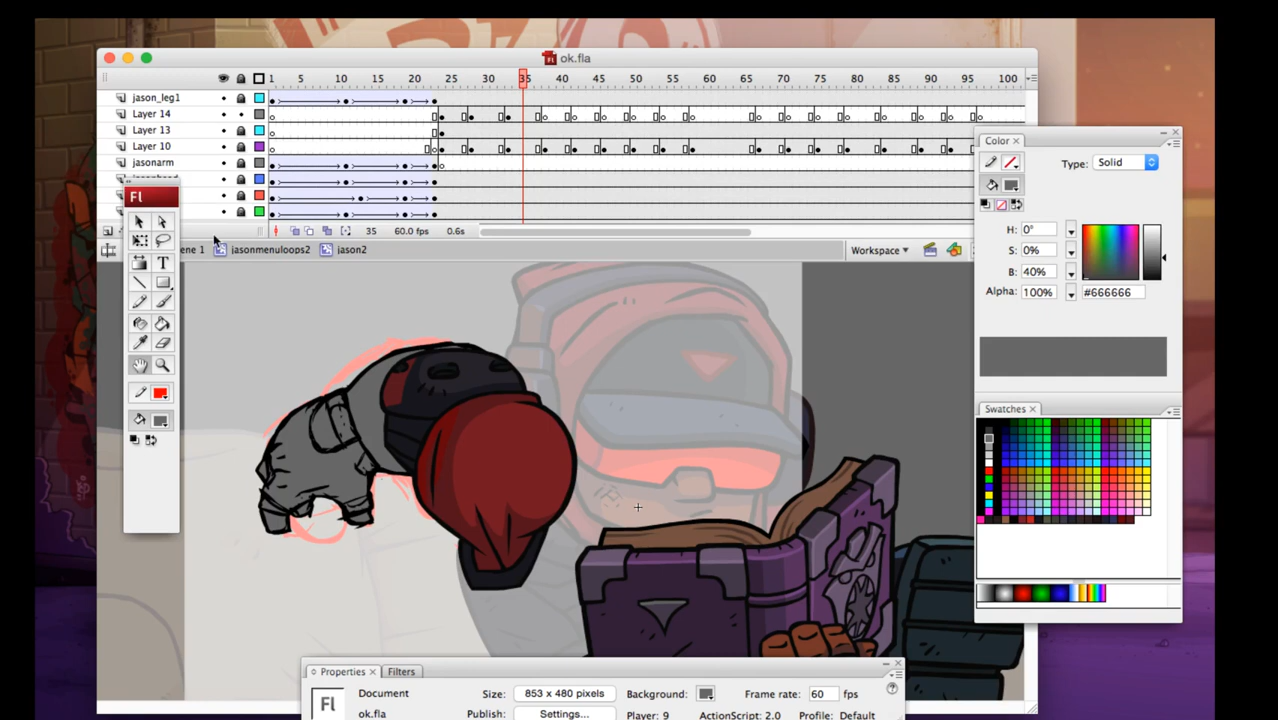 ok.fla
1 5 10 15 20 25 30 35 40 45 50 55 60 65 70 75 80 85 90 95 100
jason_leg1
Layer 14
Layer 13
Layer 10
jasonarm
35 60.0 fps 0.6s
ene 1 jasonmenuloops2 jason2 Workspace
Fl
T
Color
Type: Solid
H: 0°
S: 0%
B: 40%
Alpha: 100% #666666
Swatches
Properties Filters
Fl
Document Size: 853 x 480 pixels Background: Frame rate: 60 fps
ok.fla Publish: Settings... Player: 9 ActionScript: 2.0 Profile: Default